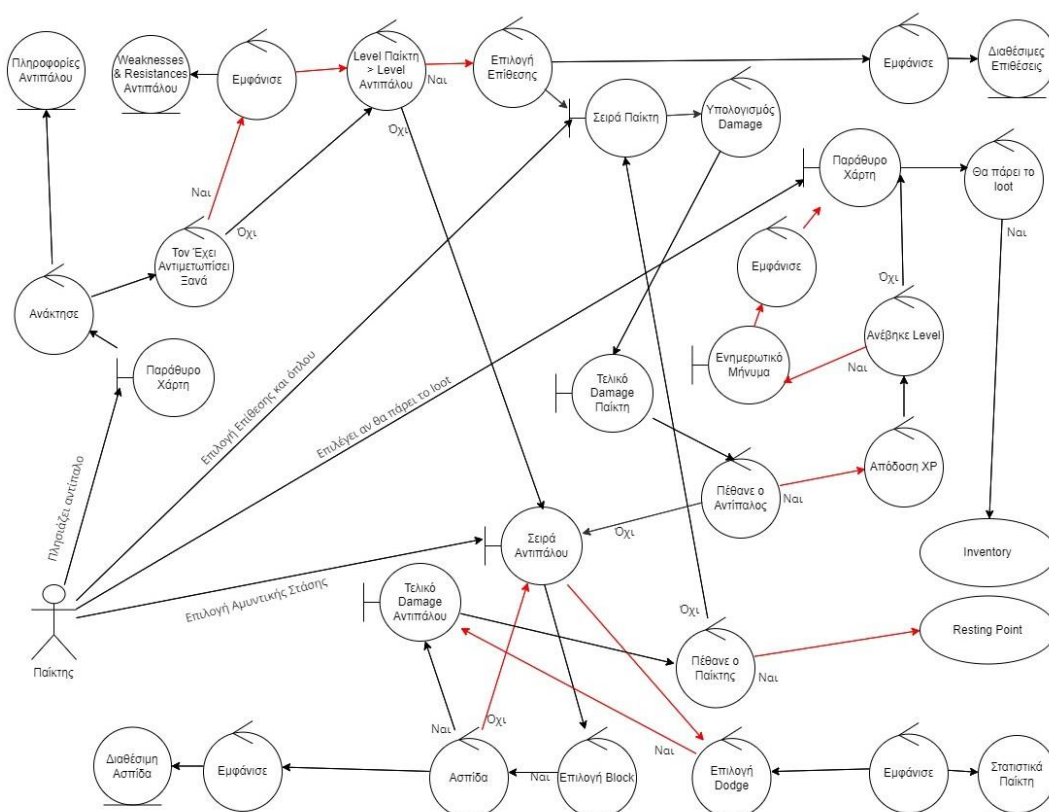 Πληροφορίες
Αντιπάλου
Weaknesses
& Resistances
Αντιπάλου
Εμφάνισε
Level Παίκτη
> Level
Αντιπάλου
Ναι
Επιλογή
Επίθεσης
Εμφάνισε
Διαθέσιμες
Επιθέσεις
Όχι
Σειρά Παίκτη
Υπολογισμός
Damage
Παράθυρο
Χάρτη
Θα πάρει το
loot
Ναι
Ναι
Όχι
Τον Έχει
Αντιμετωπίσει
Ξανά
Ανάκτησε
Εμφάνισε
Όχι
Ανέβηκε Level
Ναι
Ενημερωτικό
Μήνυμα
Παράθυρο
Χάρτη
Τελικό
Damage
Παίκτη
Επιλογή Επίθεσης και όπλου
Επιλέγει αν θα πάρει το loot
Πλησιάζει αντίπαλο
Απόδοση XP
Πέθανε ο
Αντίπαλος
Ναι
Όχι
Σειρά
Αντιπάλου
Inventory
Επιλογή Αμυντικής Στάσης
Τελικό
Damage
Αντιπάλου
Όχι
Resting Point
Πέθανε ο
Παίκτης
Ναι
Παίκτης
Ναι
Όχι
Ναι
Διαθέσιμη
Ασπίδα
Εμφάνισε
Ασπίδα
Ναι
Επιλογή Block
Επιλογή
Dodge
Εμφάνισε
Στατιστικά
Παίκτη